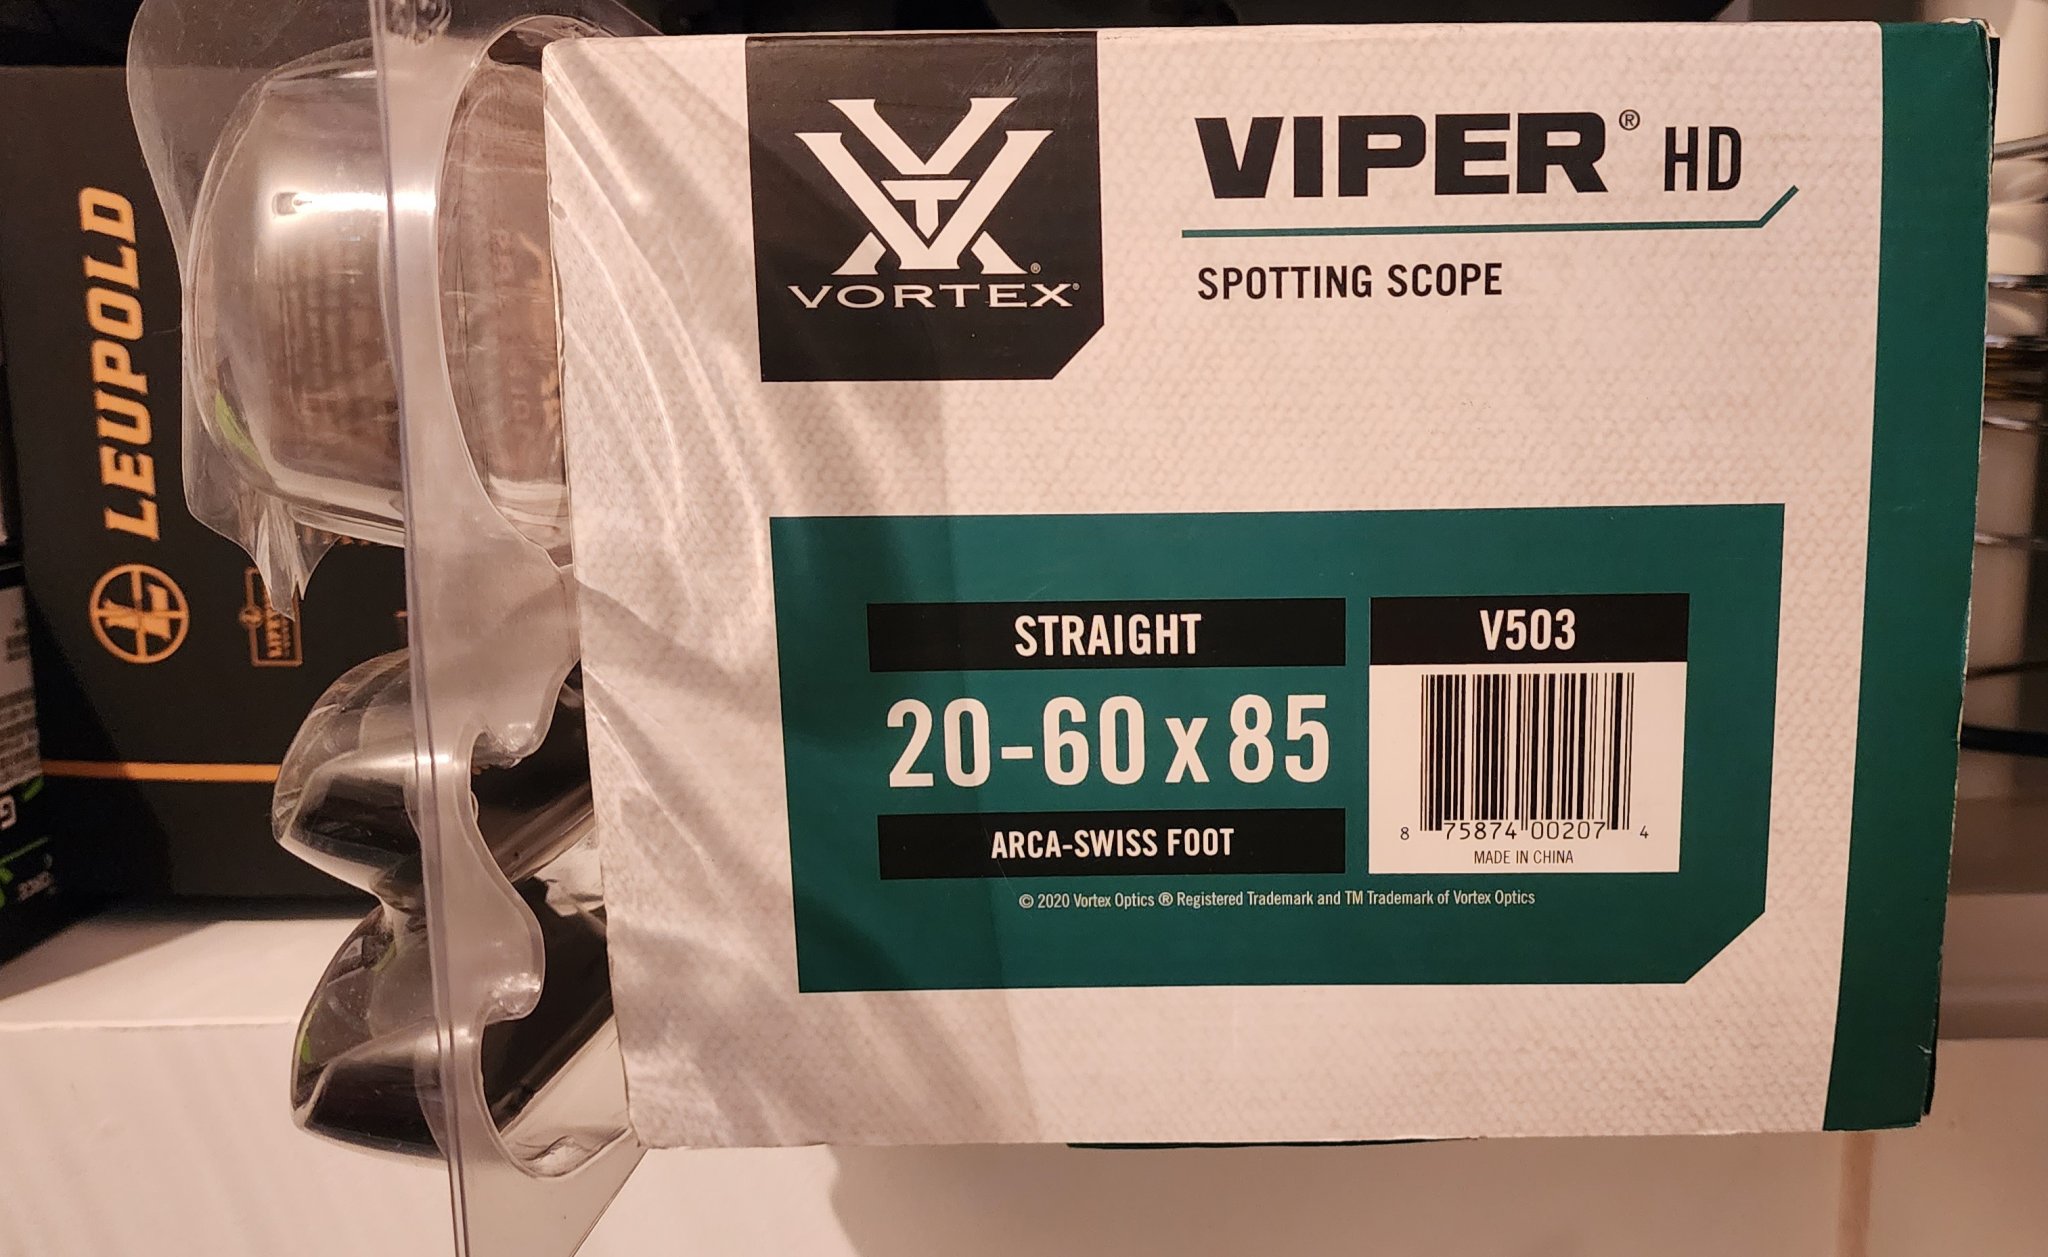 LEUPOLD
VORTEX®
VIPER® HD
SPOTTING SCOPE
STRAIGHT
20-60 x 85
ARCA-SWISS FOOT
V503
8 75874 00207 4
MADE IN CHINA
© 2020 Vortex Optics ® Registered Trademark and TM Trademark of Vortex Optics